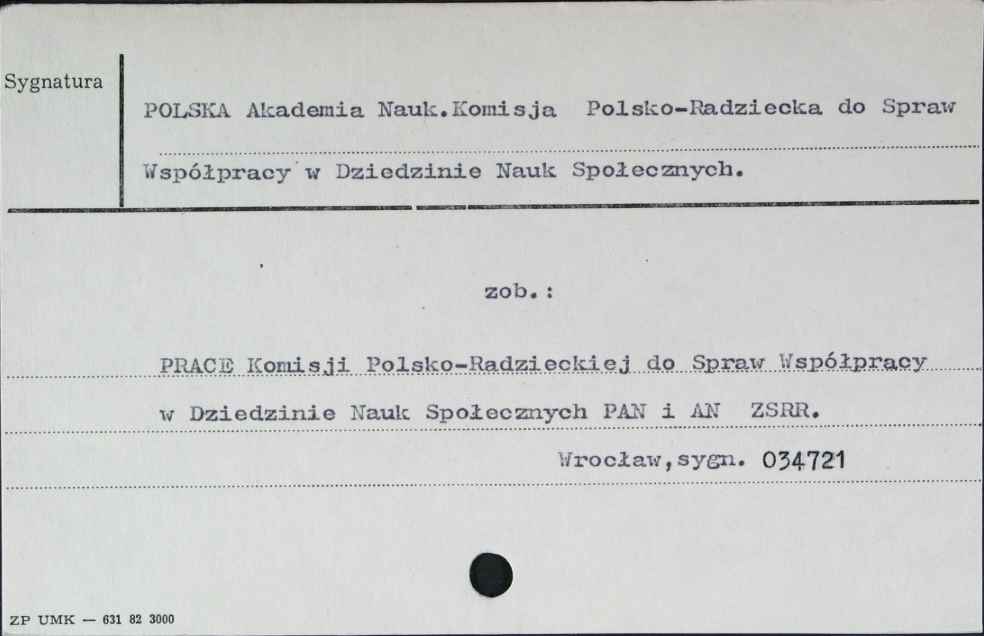 Sygnatura
POLSKA Akademia Nauk.Komisja Polsko-Radziecka do Spraw
Współpracy w Dziedzinie Nauk Społecznych.
zob.:
PRACE Komisji Polsko-Radzieckiej do Spraw Współpracy
w Dziedzinie Nauk Społecznych PAN i AN ZSRR.
Wrocław,sygn. 034721
ZP UMK — 631 82 3000